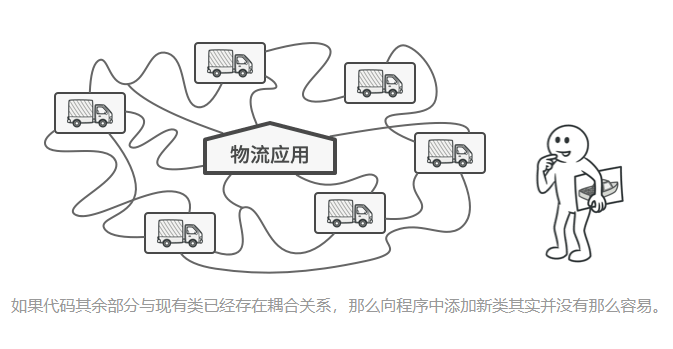 物流应用
如果代码其余部分与现有类已经存在耦合关系，那么向程序中添加新类其实并没有那么容易。